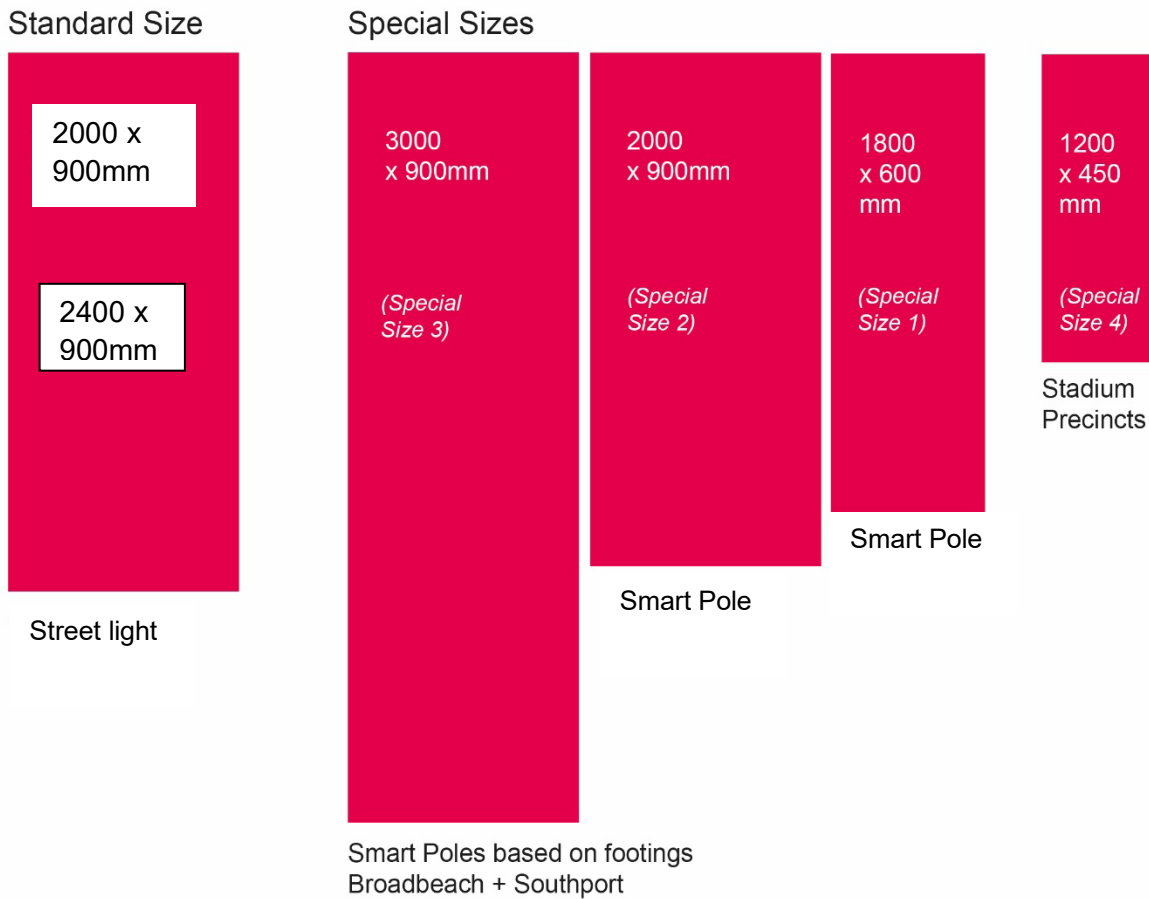 Standard Size
2000 x
900mm
2400 x
900mm
Street light
Special Sizes
3000
x 900mm
(Special
Size 3)
Smart Poles based on footings
Broadbeach + Southport
2000
x 900mm
(Special
Size 2)
Smart Pole
1800
x 600
mm
(Special
Size 1)
Smart Pole
1200
x 450
mm
(Special
Size 4)
Stadium
Precincts